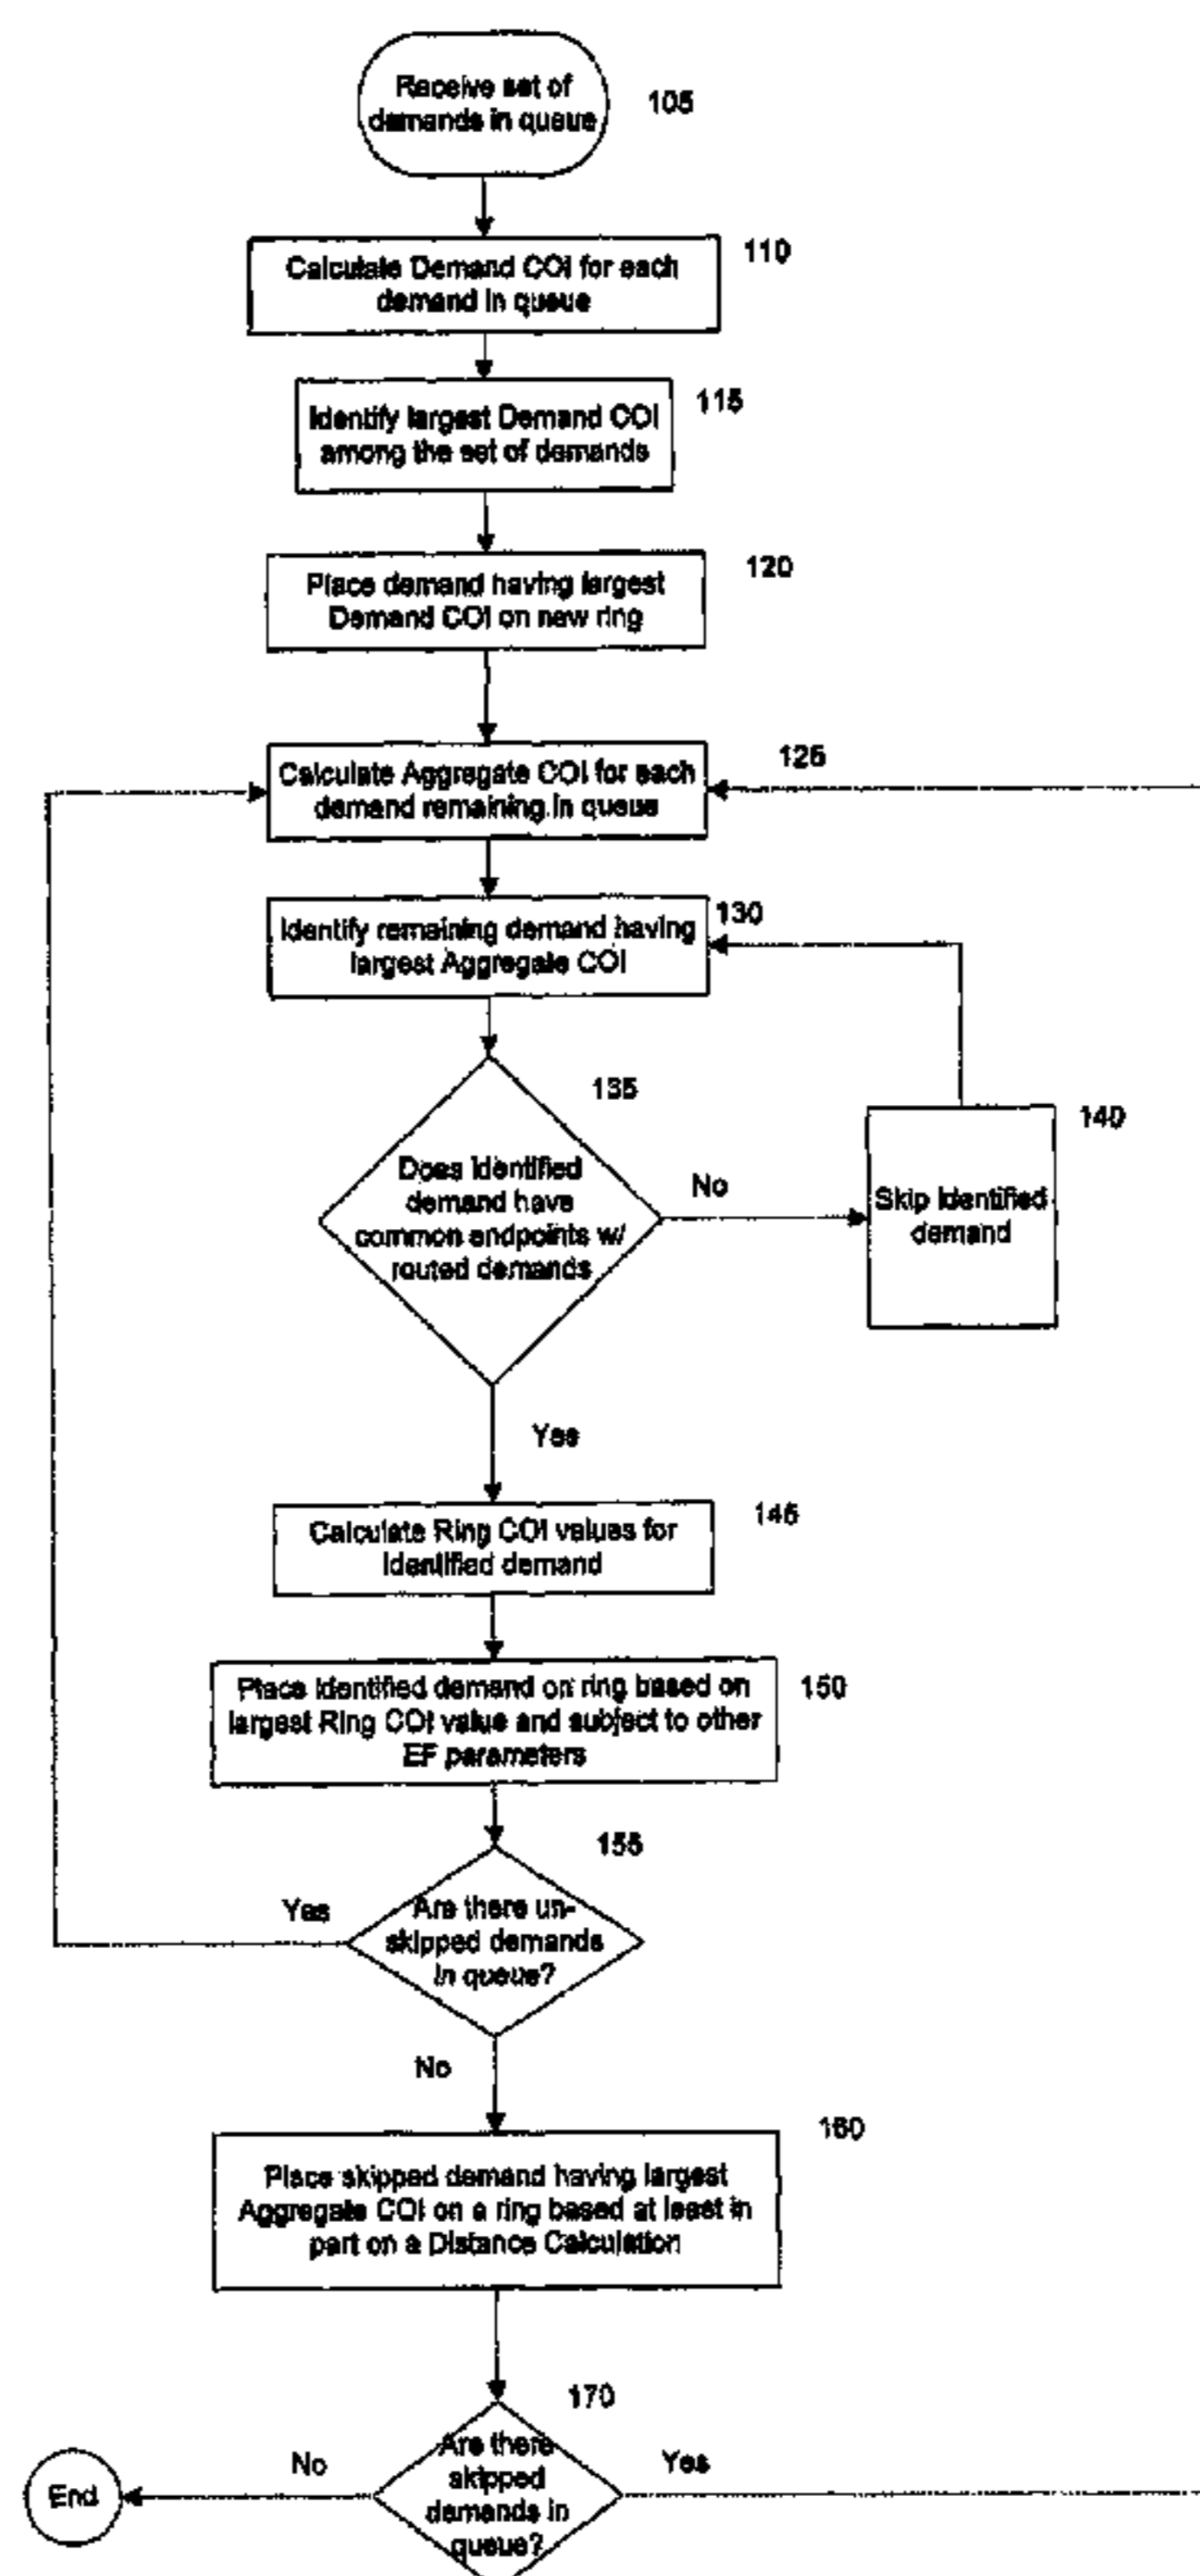 Receive set of
demands in queue
105
Calculate Demand COI for each
demand in queue
110
Identify largest Demand COI
among the set of demands
115
Place demand having largest
Demand COI on new ring
120
Calculate Aggregate COI for each
demand remaining in queue
125
Identify remaining demand having
largest Aggregate COI
130
Does identified
demand have
common endpoints w/
routed demands
135
No
Skip identified
demand
140
Yes
Calculate Ring COI values for
identified demand
145
Place identified demand on ring based on
largest Ring COI value and subject to other
EF parameters
150
Are there un-
skipped demands
in queue?
155
Yes
No
Place skipped demand having largest
Aggregate COI on a ring based at least in
part on a Distance Calculation
160
Are there
skipped
demands in
queue?
170
No
Yes
End